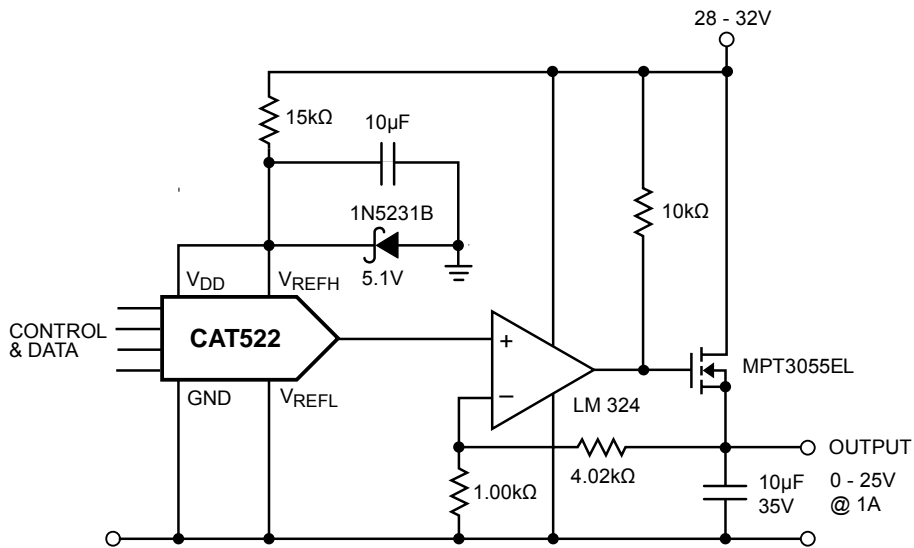 28 - 32V
15kΩ
10µF
10kΩ
1N5231B
5.1V
VDD
VREFH
CONTROL
& DATA
CAT522
GND
VREFL
+
–
LM 324
MPT3055EL
4.02kΩ
1.00kΩ
10µF
35V
OUTPUT
0 - 25V
@ 1A